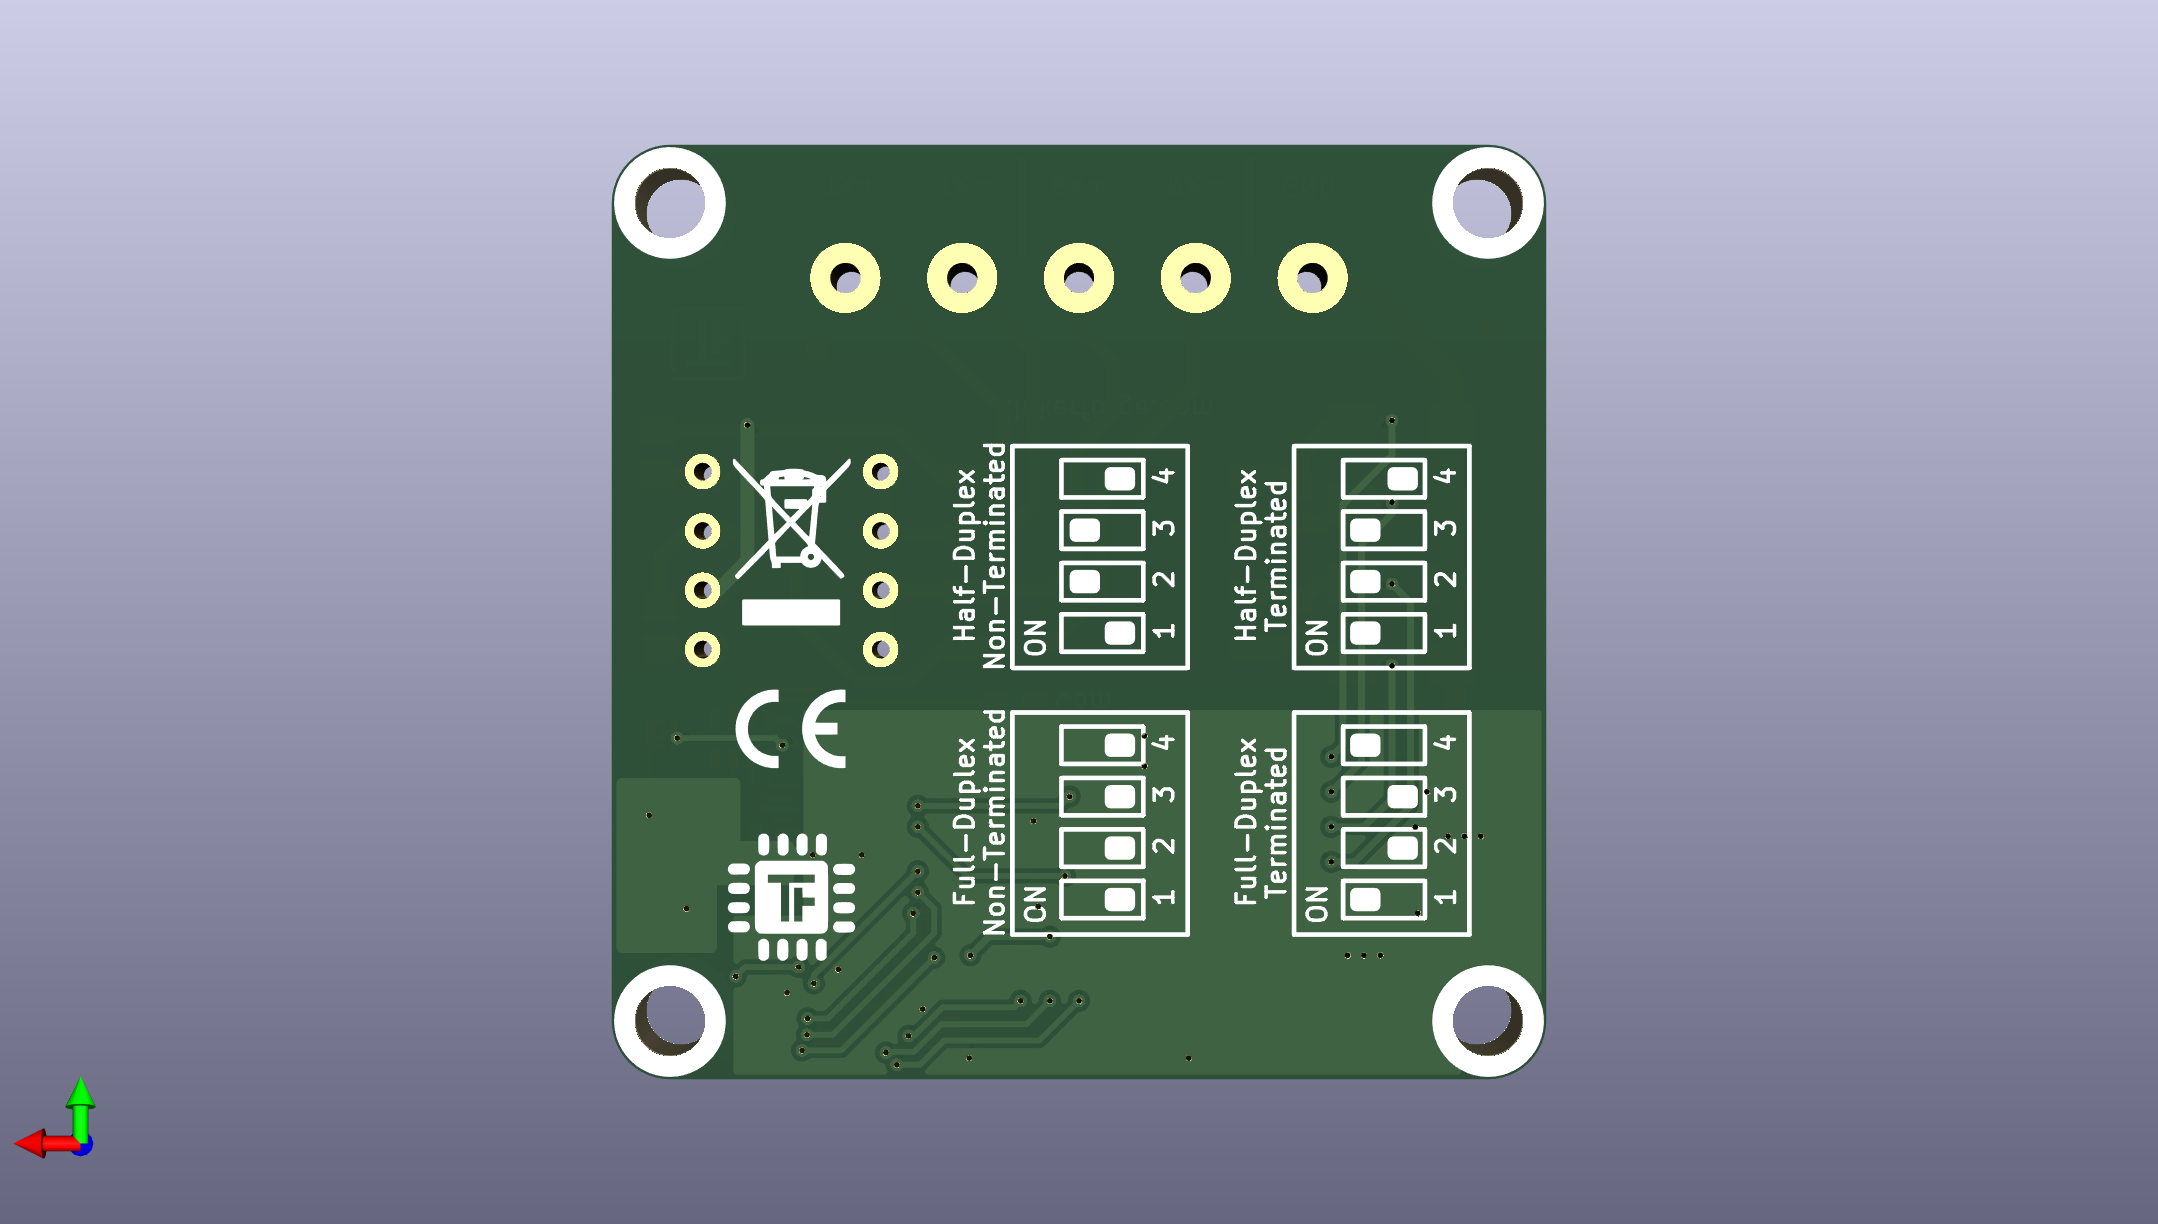 Half-Duplex
Non-Terminated
ON
1 2 3 4
Half-Duplex
Terminated
ON
1 2 3 4
CE
Full-Duplex
Non-Terminated
ON
1 2 3 4
Full-Duplex
Terminated
ON
1 2 3 4
TF